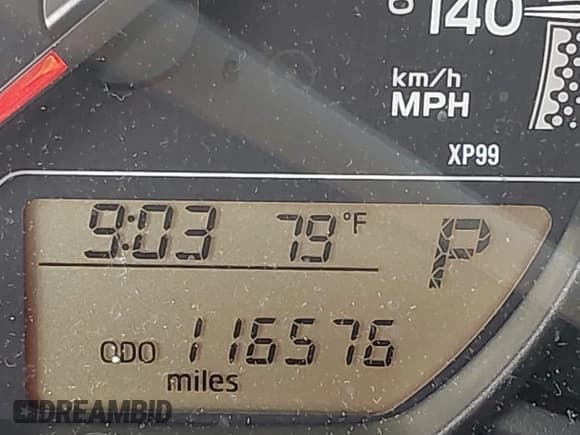 140
km/h
MPH
XP99
9:03 79°F P
ODO 116576
miles
DREAMBID